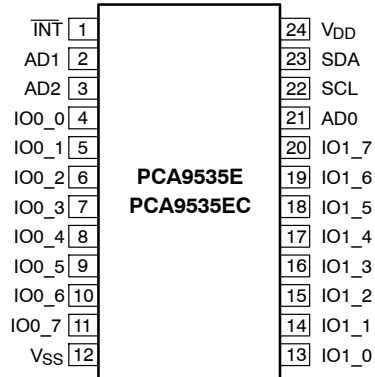 INT 1 24 VDD
AD1 2 23 SDA
AD2 3 22 SCL
IO0_0 4 21 AD0
IO0_1 5 20 IO1_7
IO0_2 6 PCA9535E 19 IO1_6
IO0_3 7 PCA9535EC 18 IO1_5
IO0_4 8 17 IO1_4
IO0_5 9 16 IO1_3
IO0_6 10 15 IO1_2
IO0_7 11 14 IO1_1
VSS 12 13 IO1_0